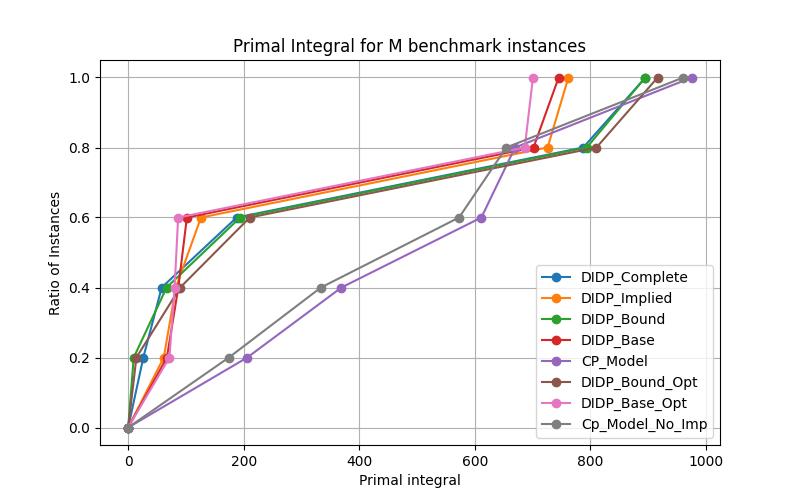 Primal Integral for M benchmark instances
Ratio of Instances
1.0
0.8
0.6
0.4
0.2
0.0
DIDP_Complete
DIDP_Implied
DIDP_Bound
DIDP_Base
CP_Model
DIDP_Bound_Opt
DIDP_Base_Opt
Cp_Model_No_Imp
0 200 400 600 800 1000
Primal integral